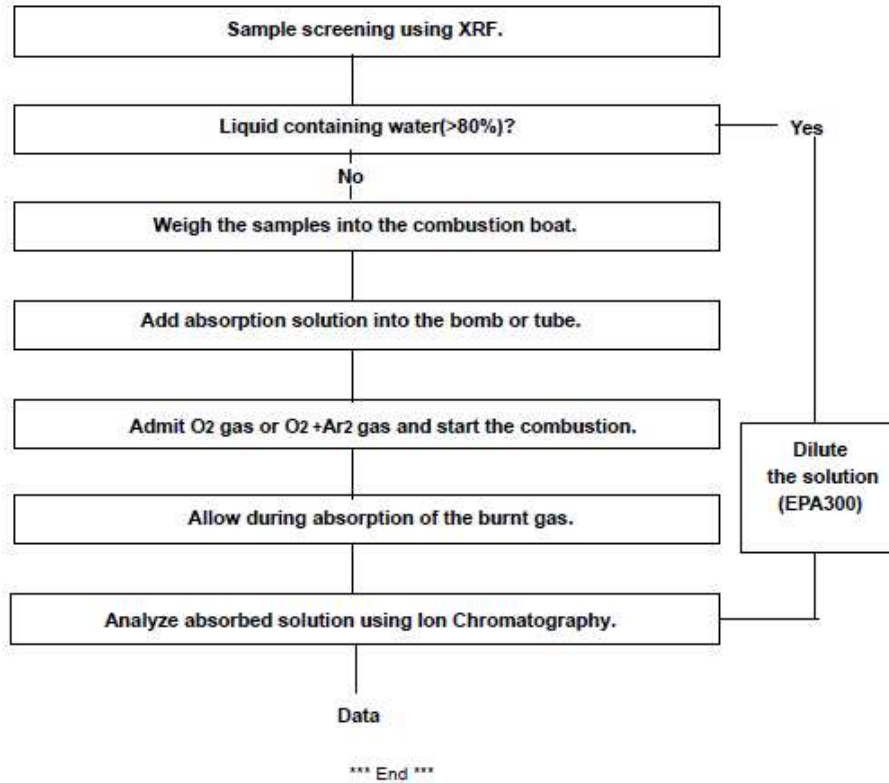 Sample screening using XRF.
Liquid containing water(>80%)?
Yes
No
Weigh the samples into the combustion boat.
Add absorption solution into the bomb or tube.
Admit O2 gas or O2 +Ar2 gas and start the combustion.
Dilute
the solution
(EPA300)
Allow during absorption of the burnt gas.
Analyze absorbed solution using Ion Chromatography.
Data
*** End ***